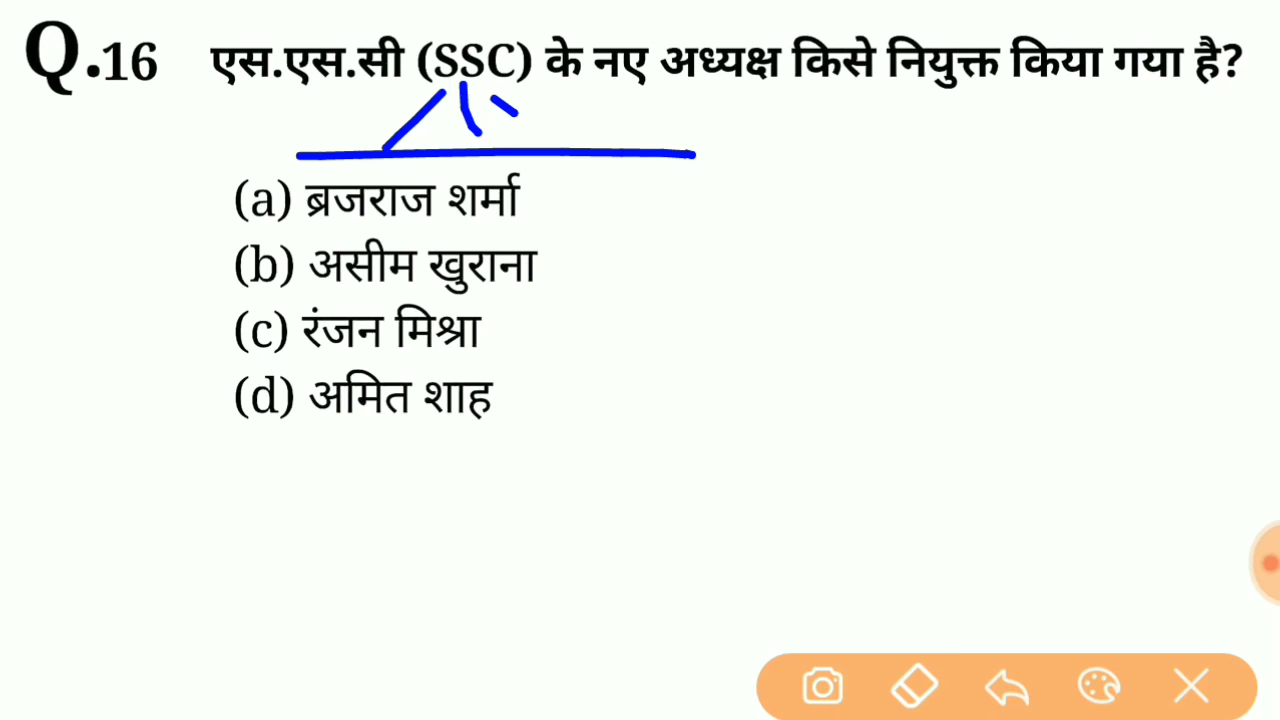 Q.16 एस.एस.सी (SSC) के नए अध्यक्ष किसे नियुक्त किया गया है?
(a) ब्रजराज शर्मा
(b) असीम खुराना
(c) रंजन मिश्रा
(d) अमित शाह